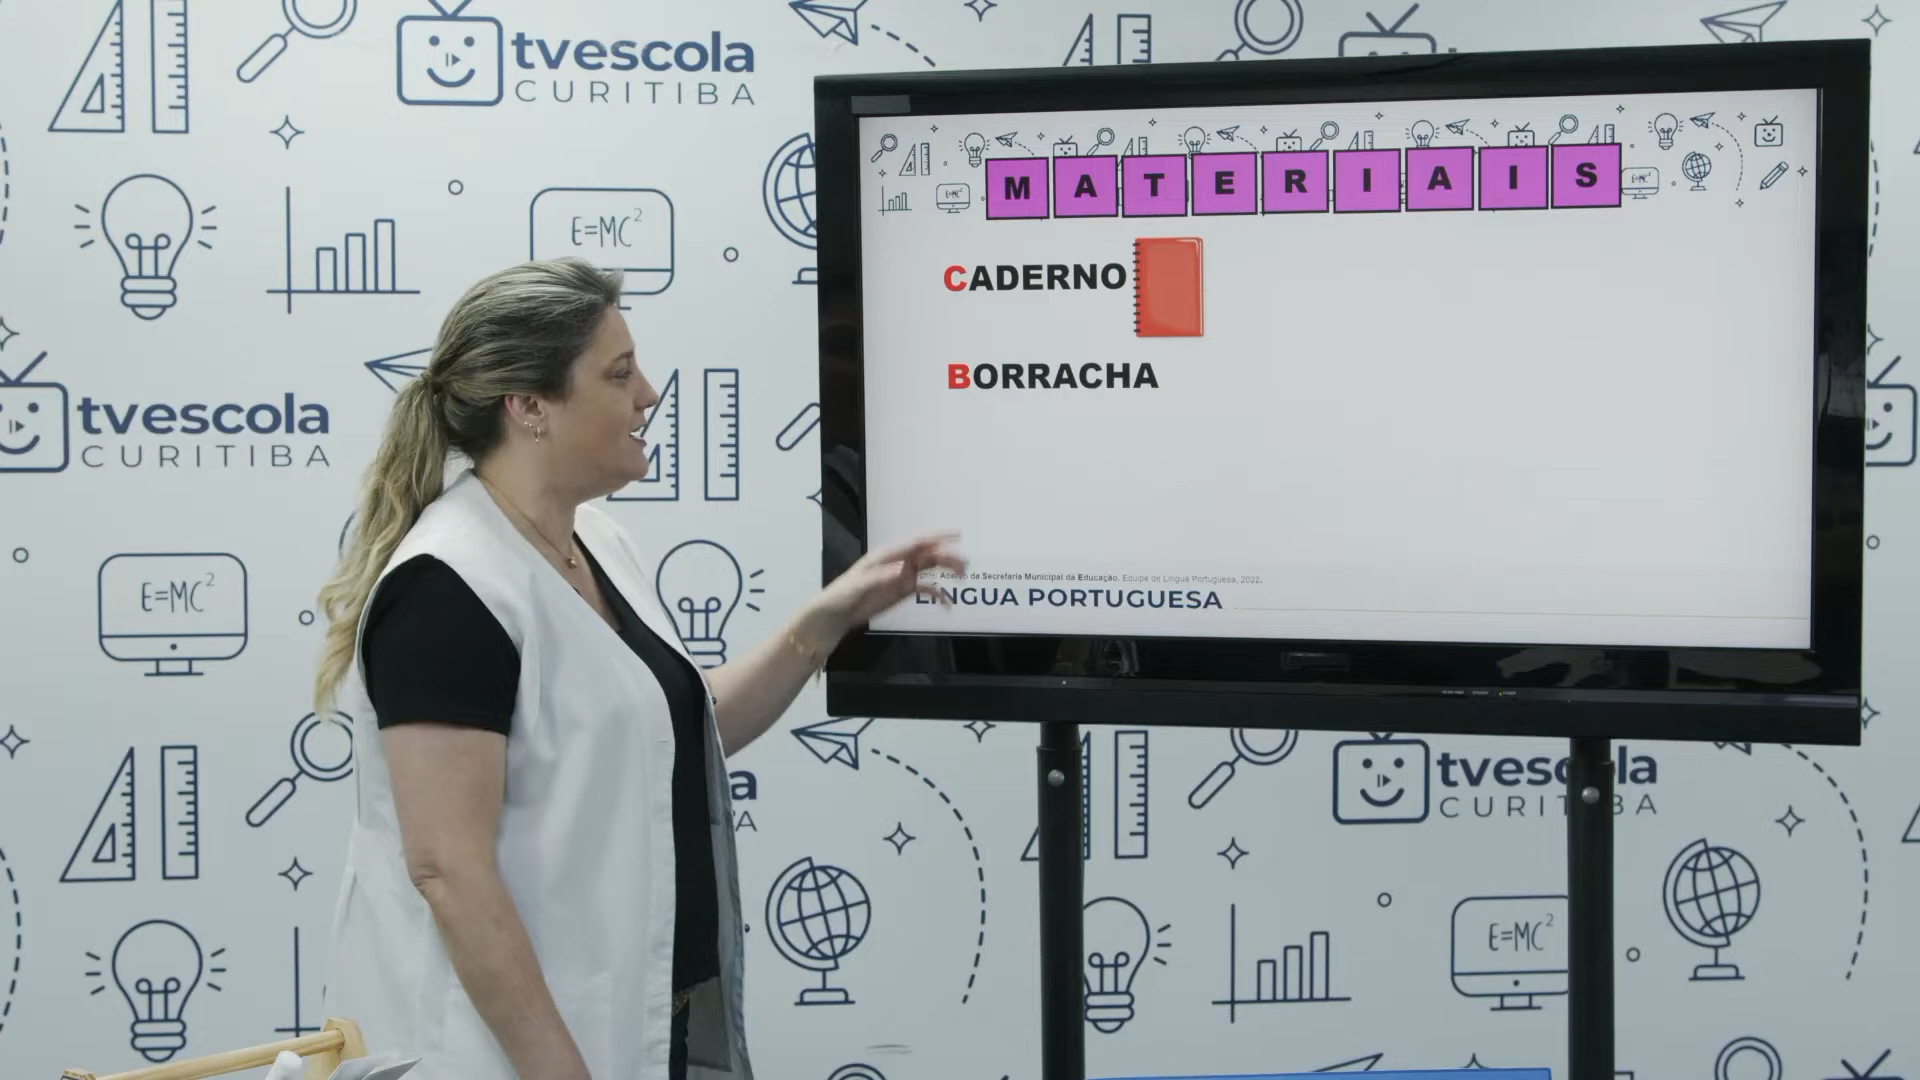 tvescola
CURITIBA
E=MC²
tvescola
CURITIBA
E=MC²
MATERIAIS
CADERNO
BORRACHA
Acervo da Secretaria Municipal da Educação. Equipe de Língua Portuguesa, 2022.
LÍNGUA PORTUGUESA
tvescola
CURITIBA
E=MC²